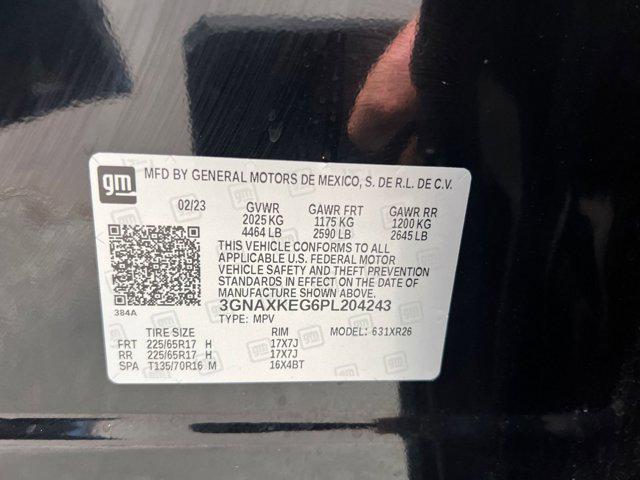 gm
MFD BY GENERAL MOTORS DE MEXICO, S. DE R.L. DE C.V.
02/23 GVWR GAWR FRT GAWR RR
2025 KG 1175 KG 1200 KG
4464 LB 2590 LB 2645 LB
THIS VEHICLE CONFORMS TO ALL
APPLICABLE U.S. FEDERAL MOTOR
VEHICLE SAFETY AND THEFT PREVENTION
STANDARDS IN EFFECT ON THE DATE OF
MANUFACTURE SHOWN ABOVE.
384A 3GNAXKEG6PL204243
TYPE: MPV
TIRE SIZE RIM MODEL: 631XR26
FRT 225/65R17 H 17X7J
RR 225/65R17 H 17X7J
SPA T135/70R16 M 16X4BT